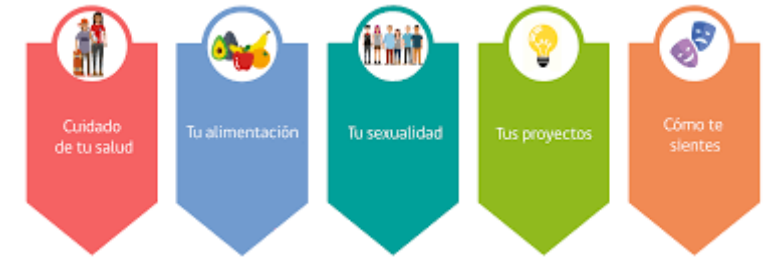 Cuidado
de tu salud
Tu alimentación
Tu sexualidad
Tus proyectos
Cómo te
sientes